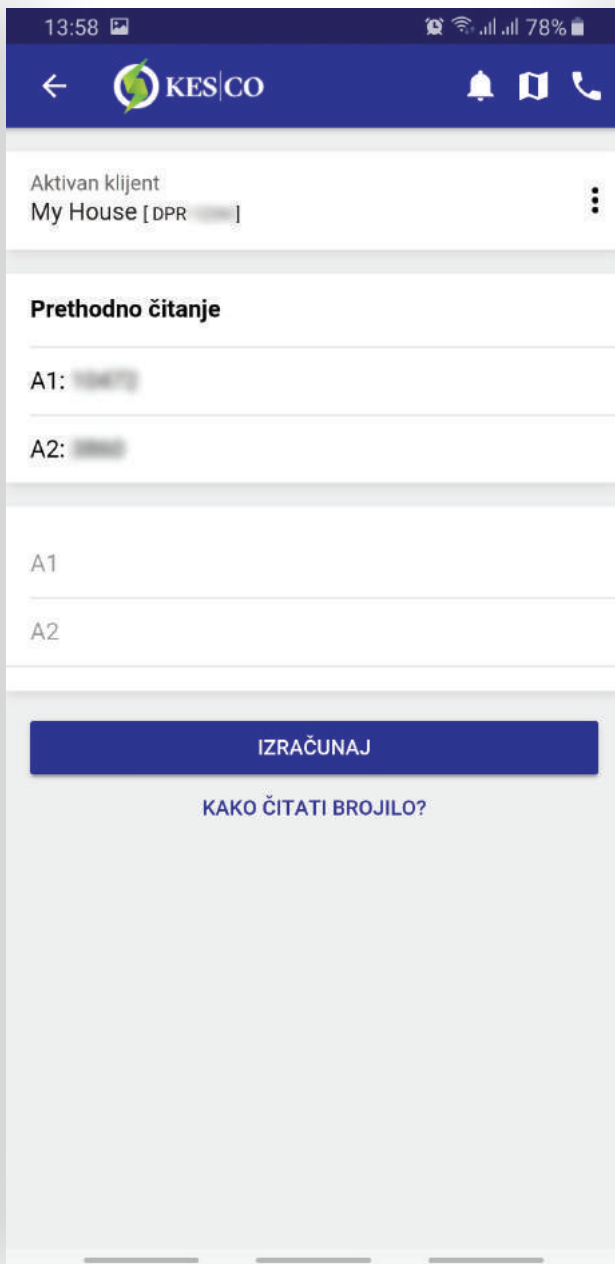 13:58 78%
KES|CO
Aktivan klijent
My House [ DPR ]
Prethodno čitanje
A1:
A2:
A1
A2
IZRAČUNAJ
KAKO ČITATI BROJILO?